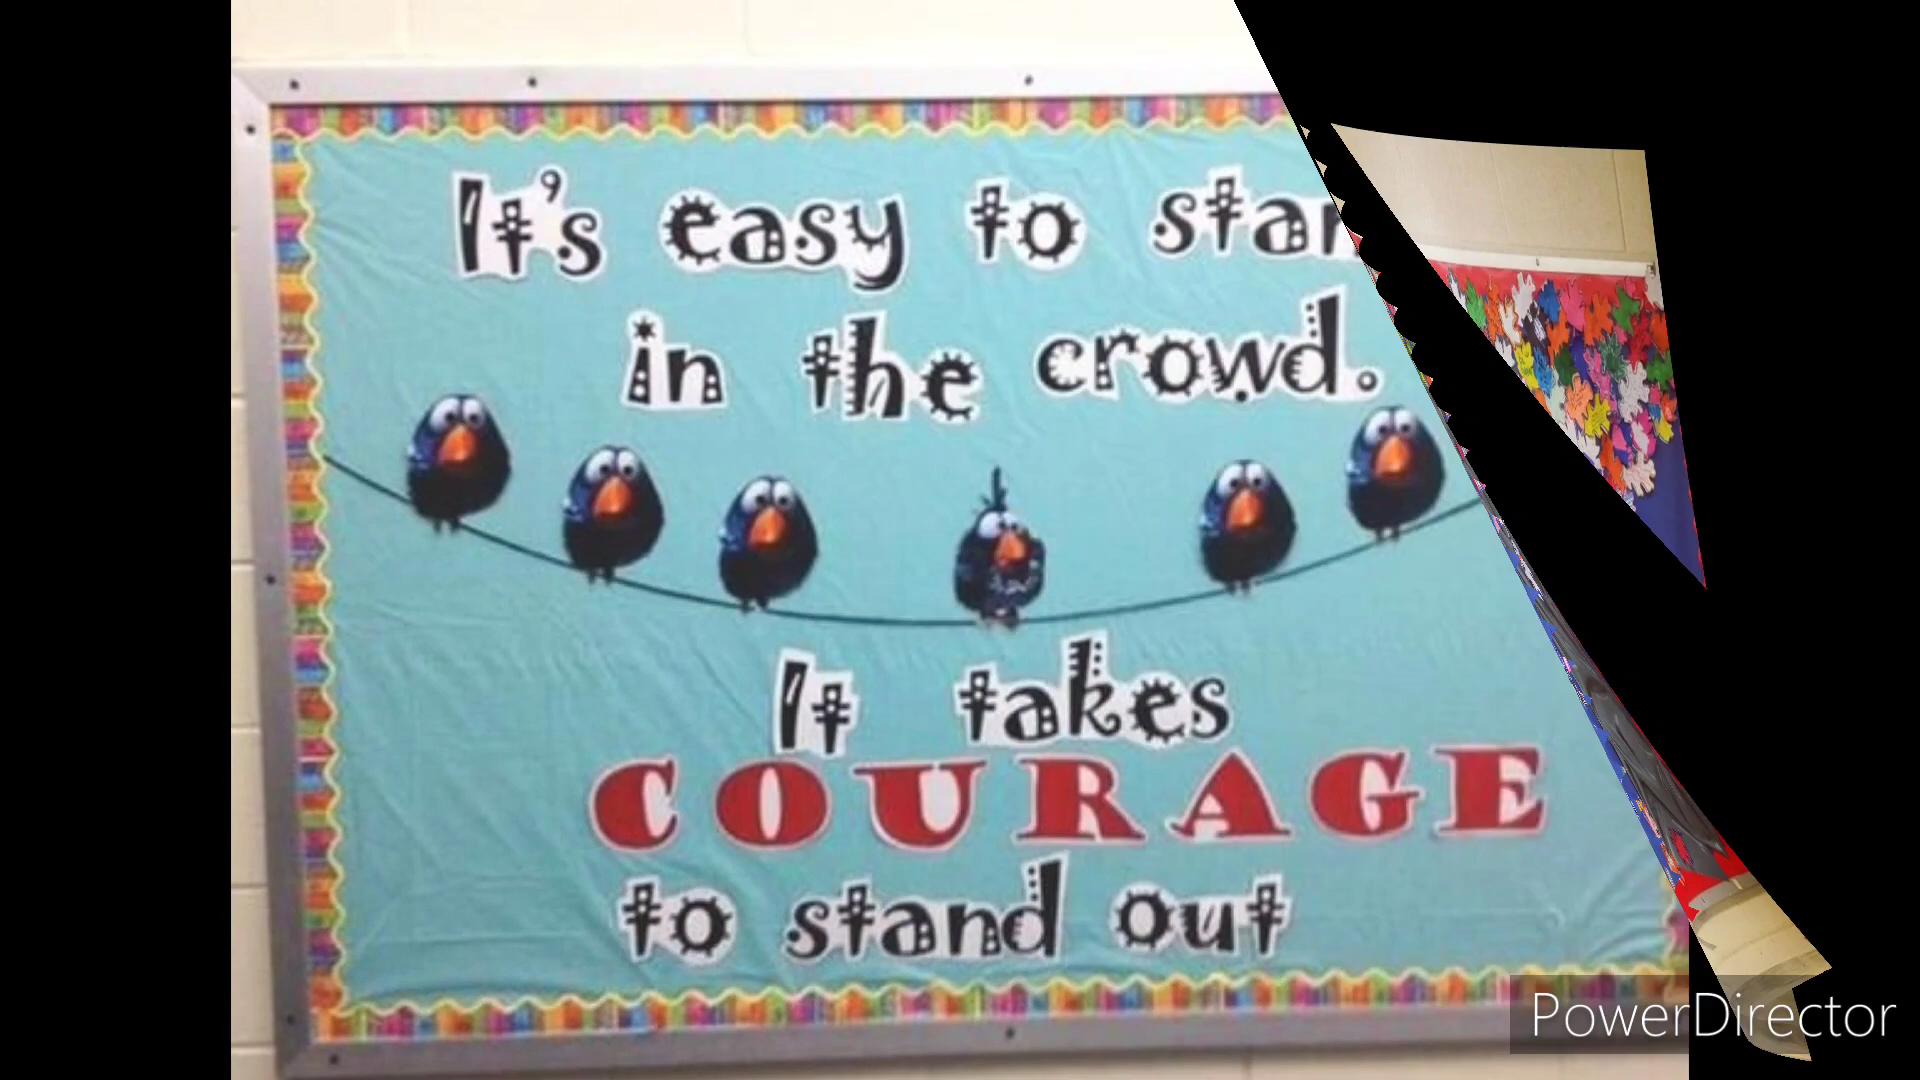 It's easy to stan
in the crowd.
It takes
COURAGE
to stand out
PowerDirector